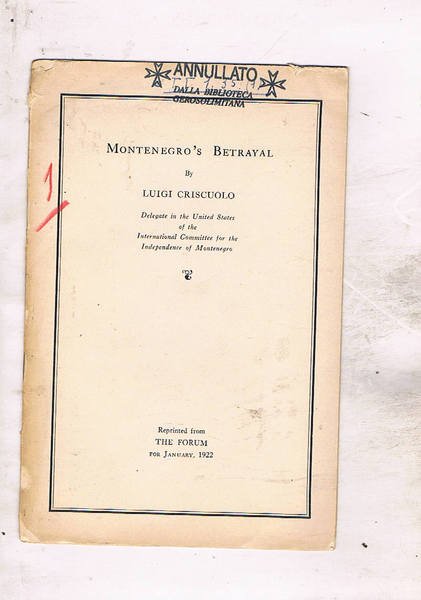 ANNULLATO
DALLA BIBLIOTECA
GEROSOLIMITANA
MONTENEGRO'S BETRAYAL
By
LUIGI CRISCUOLO
Delegate in the United States
of the
International Committee for the
Independence of Montenegro
Reprinted from
THE FORUM
FOR JANUARY, 1922